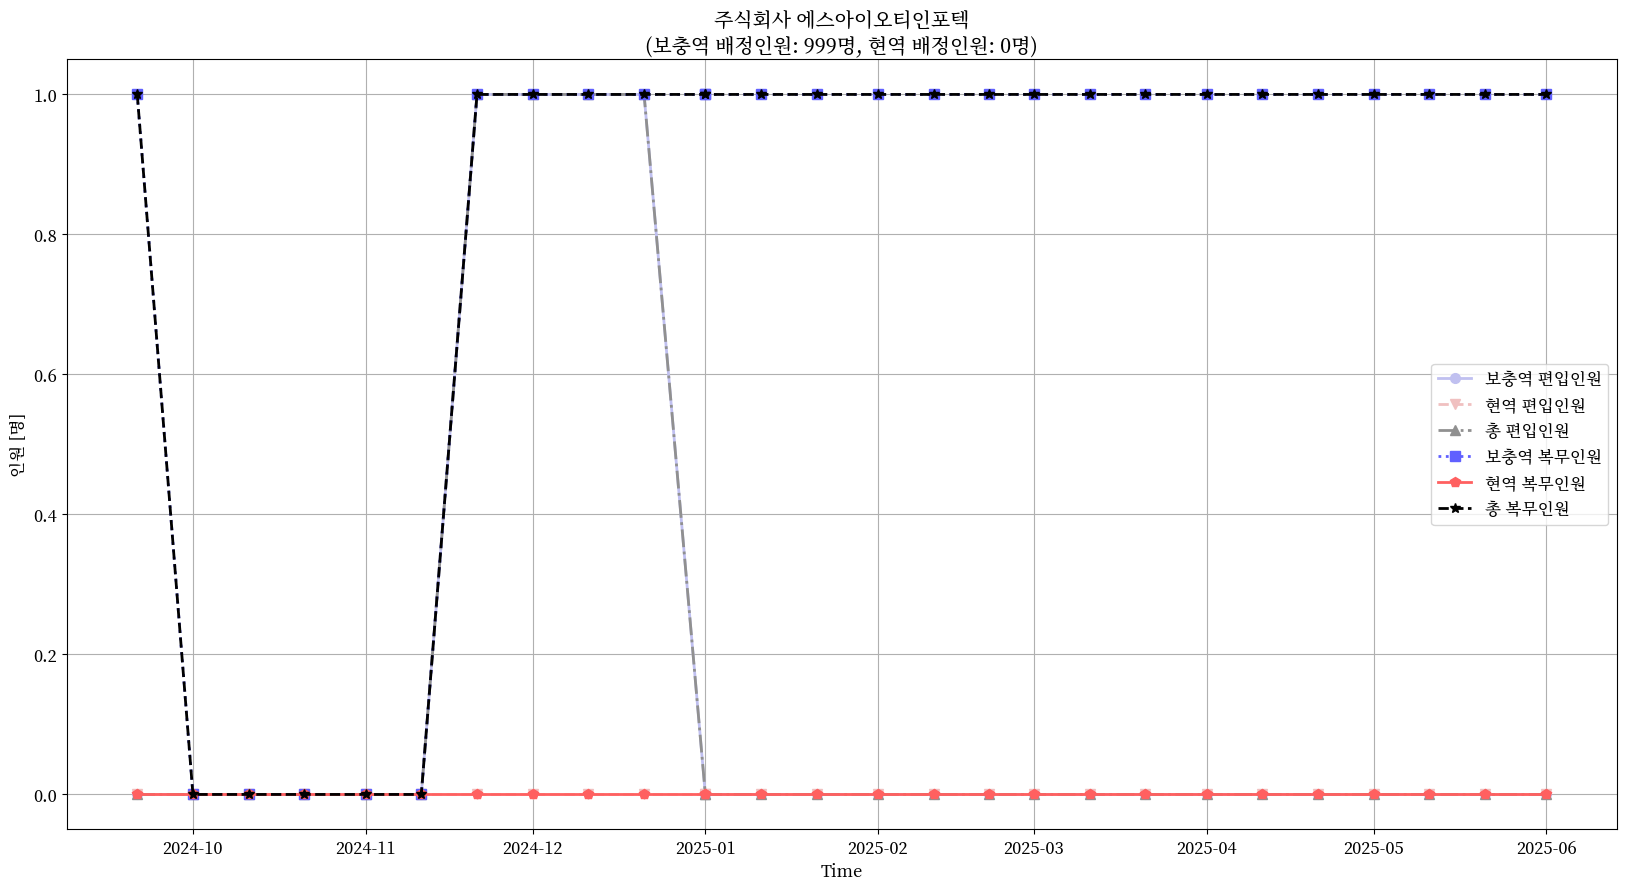 주식회사 에스아이오티인포텍
(보충역 배정인원: 999명, 현역 배정인원: 0명)
1.0
0.8
0.6
0.4
0.2
0.0
인원 [명]
보충역 편입인원
현역 편입인원
총 편입인원
보충역 복무인원
현역 복무인원
총 복무인원
2024-10
2024-11
2024-12
2025-01
2025-02
2025-03
2025-04
2025-05
2025-06
Time